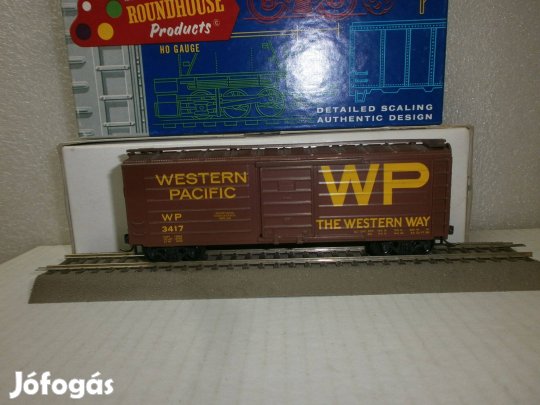 ROUNDHOUSE
Products ©
HO GAUGE
DETAILED SCALING
AUTHENTIC DESIGN
WESTERN
PACIFIC
WP
3417
WP
THE WESTERN WAY
Jófogás